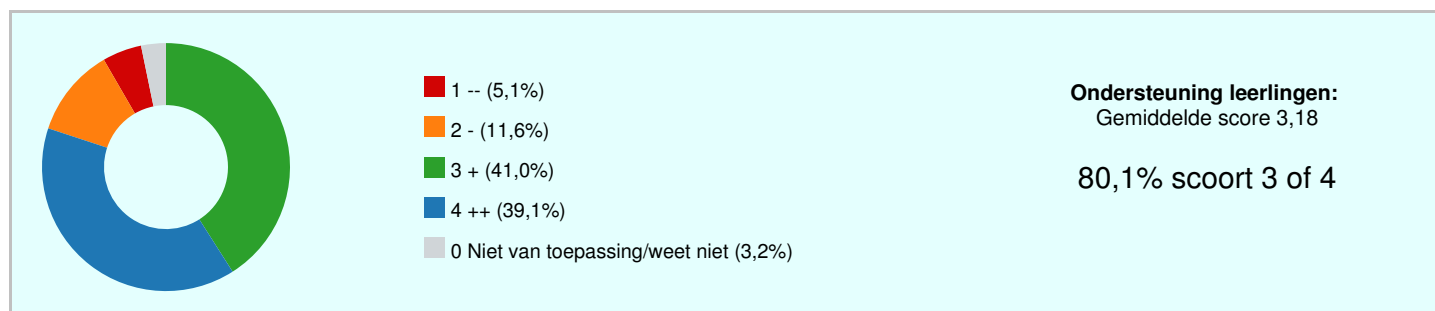 1 -- (5,1%)
2 - (11,6%)
3 + (41,0%)
4 ++ (39,1%)
0 Niet van toepassing/weet niet (3,2%)
Ondersteuning leerlingen:
Gemiddelde score 3,18
80,1% scoort 3 of 4